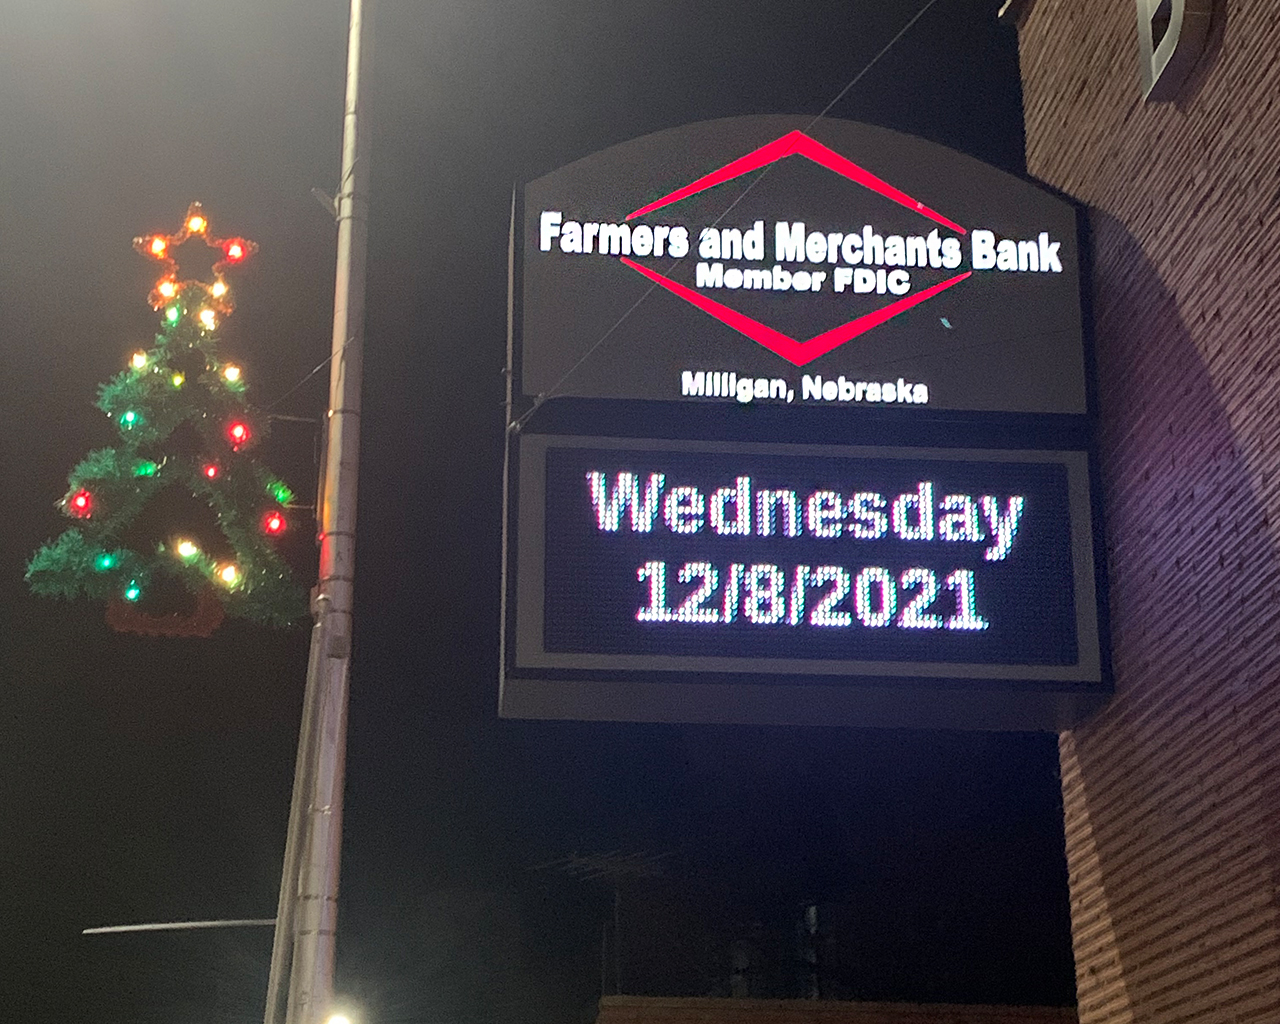 Farmers and Merchants Bank
Member FDIC
Milligan, Nebraska
Wednesday
12/8/2021